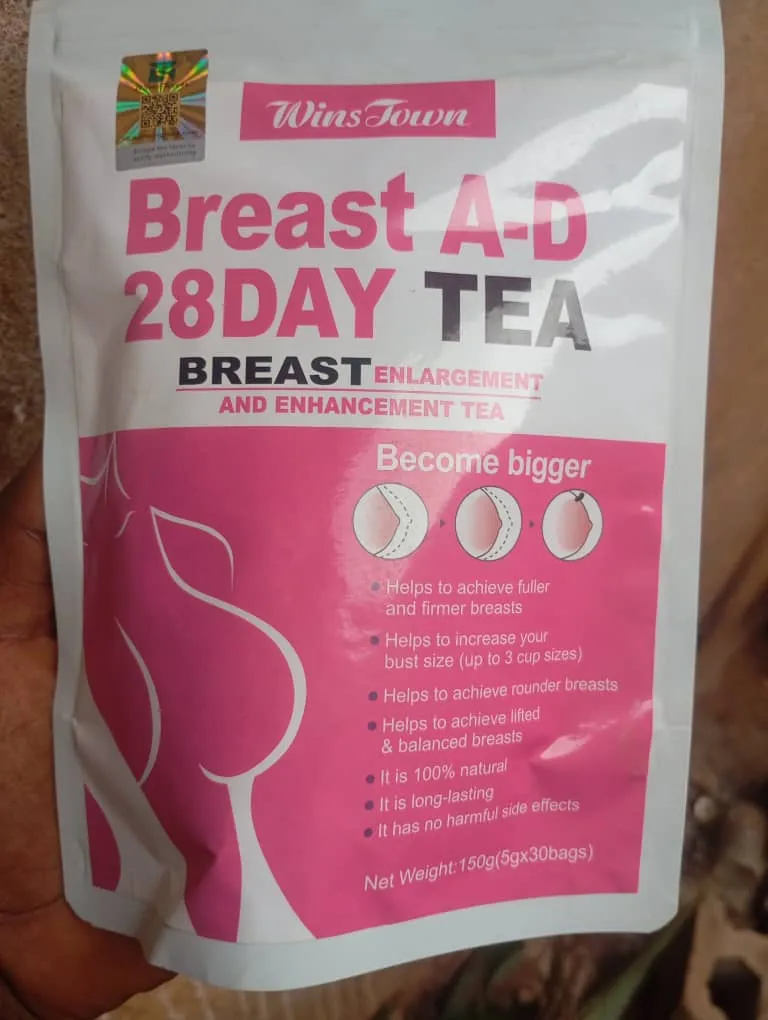 Wins Town
Breast A-D
28DAY TEA
BREAST ENLARGEMENT
AND ENHANCEMENT TEA
Become bigger
Helps to achieve fuller
and firmer breasts
Helps to increase your
bust size (up to 3 cup sizes)
Helps to achieve rounder breasts
Helps to achieve lifted
& balanced breasts
It is 100% natural
It is long-lasting
It has no harmful side effects
Net Weight:150g(5gx30bags)